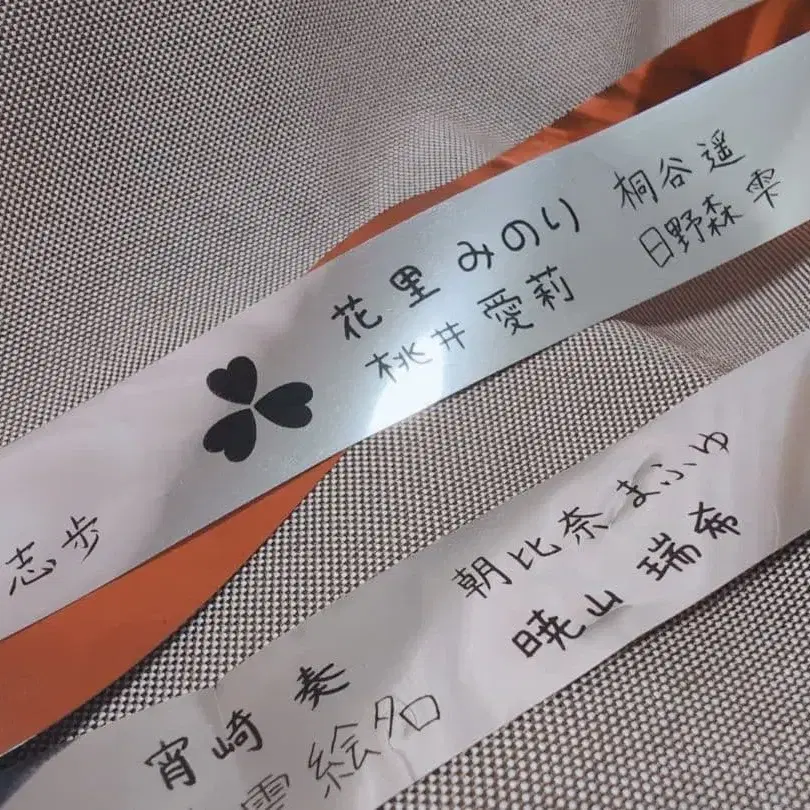 花里みのり 桐谷遥
桃井愛莉 日野森雫
志歩
朝比奈まふゆ
暁山 瑞希
宵崎 奏
雲絵名